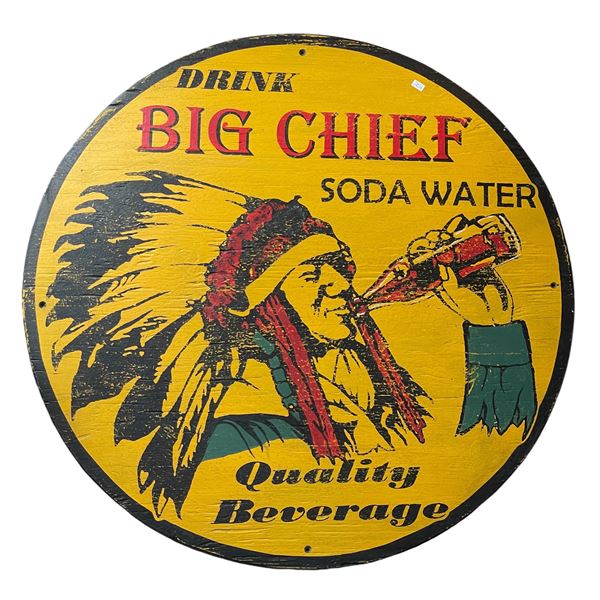 DRINK
BIG CHIEF
SODA WATER
Quality
Beverage